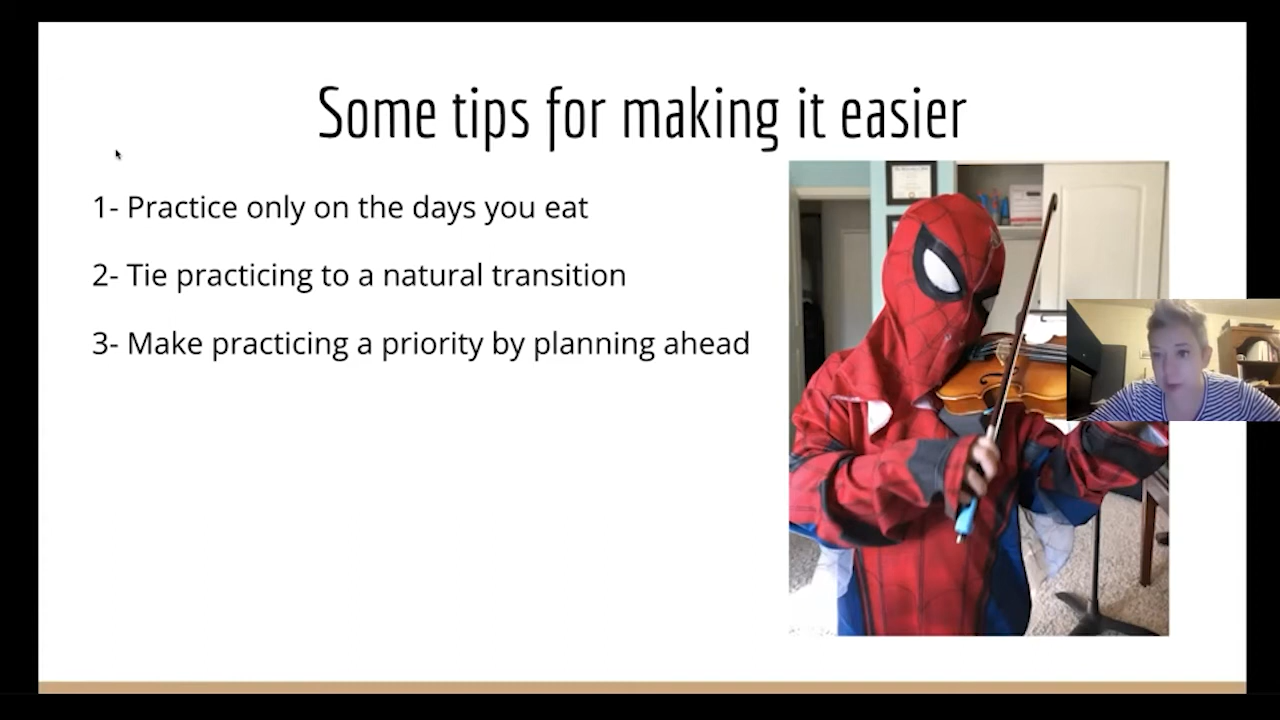 Some tips for making it easier
1- Practice only on the days you eat
2- Tie practicing to a natural transition
3- Make practicing a priority by planning ahead